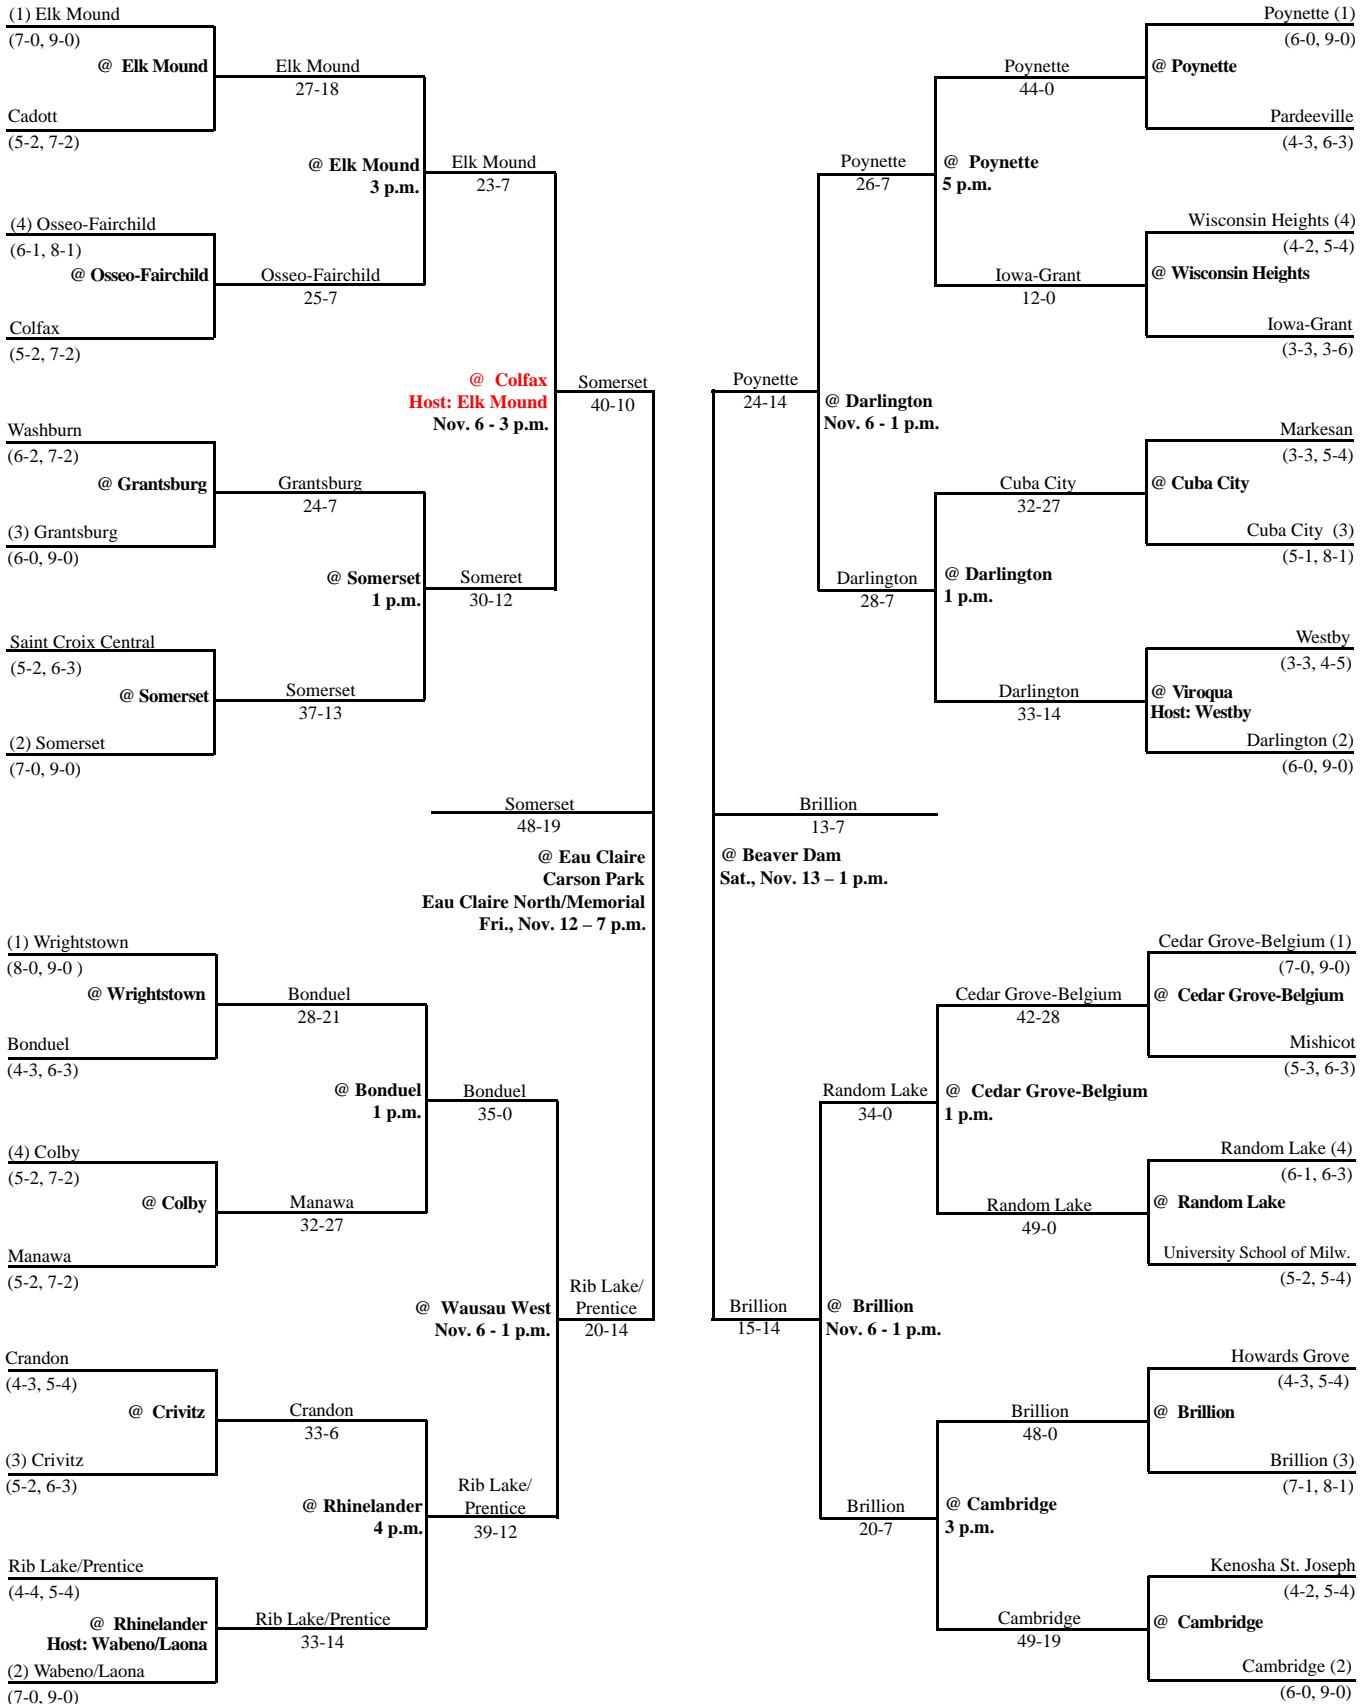 (1) Elk Mound
(7-0, 9-0)
@ Elk Mound
Cadott
(5-2, 7-2)
Elk Mound
27-18
@ Elk Mound
3 p.m.
(4) Osseo-Fairchild
(6-1, 8-1)
@ Osseo-Fairchild
Colfax
(5-2, 7-2)
Osseo-Fairchild
25-7
Elk Mound
23-7
@ Colfax
Host: Elk Mound
Nov. 6 - 3 p.m.
Washburn
(6-2, 7-2)
@ Grantsburg
(3) Grantsburg
(6-0, 9-0)
Grantsburg
24-7
@ Somerset
1 p.m.
Saint Croix Central
(5-2, 6-3)
@ Somerset
(2) Somerset
(7-0, 9-0)
Somerset
37-13
Someret
30-12
Somerset
40-10
Somerset
48-19
@ Eau Claire
Carson Park
Eau Claire North/Memorial
Fri., Nov. 12 – 7 p.m.
(1) Wrightstown
(8-0, 9-0 )
@ Wrightstown
Bonduel
(4-3, 6-3)
Bonduel
28-21
@ Bonduel
1 p.m.
(4) Colby
(5-2, 7-2)
@ Colby
Manawa
(5-2, 7-2)
Manawa
32-27
Bonduel
35-0
@ Wausau West
Nov. 6 - 1 p.m.
Rib Lake/
Prentice
20-14
Crandon
(4-3, 5-4)
@ Crivitz
(3) Crivitz
(5-2, 6-3)
Crandon
33-6
@ Rhinelander
4 p.m.
Rib Lake/
Prentice
39-12
Rib Lake/Prentice
(4-4, 5-4)
@ Rhinelander
Host: Wabeno/Laona
(2) Wabeno/Laona
(7-0, 9-0)
Rib Lake/Prentice
33-14
Poynette (1)
(6-0, 9-0)
@ Poynette
Pardeeville
(4-3, 6-3)
Poynette
44-0
@ Poynette
5 p.m.
Wisconsin Heights (4)
(4-2, 5-4)
@ Wisconsin Heights
Iowa-Grant
(3-3, 3-6)
Iowa-Grant
12-0
Poynette
26-7
Poynette
24-14
@ Darlington
Nov. 6 - 1 p.m.
Markesan
(3-3, 5-4)
@ Cuba City
Cuba City (3)
(5-1, 8-1)
Cuba City
32-27
@ Darlington
1 p.m.
Darlington
28-7
Westby
(3-3, 4-5)
@ Viroqua
Host: Westby
Darlington (2)
(6-0, 9-0)
Darlington
33-14
Brillion
13-7
@ Beaver Dam
Sat., Nov. 13 – 1 p.m.
Cedar Grove-Belgium (1)
(7-0, 9-0)
@ Cedar Grove-Belgium
Mishicot
(5-3, 6-3)
Cedar Grove-Belgium
42-28
@ Cedar Grove-Belgium
1 p.m.
Random Lake
34-0
Random Lake (4)
(6-1, 6-3)
@ Random Lake
University School of Milw.
(5-2, 5-4)
Random Lake
49-0
Brillion
15-14
@ Brillion
Nov. 6 - 1 p.m.
Howards Grove
(4-3, 5-4)
@ Brillion
Brillion (3)
(7-1, 8-1)
Brillion
48-0
@ Cambridge
3 p.m.
Brillion
20-7
Kenosha St. Joseph
(4-2, 5-4)
@ Cambridge
Cambridge (2)
(6-0, 9-0)
Cambridge
49-19